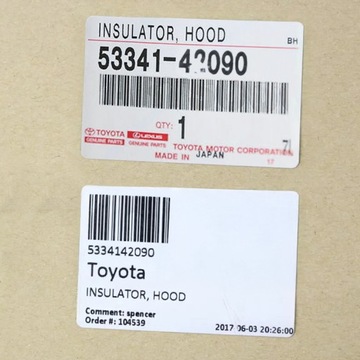 INSULATOR, HOOD
BH
53341-42090
QTY: 1
TOYOTA LEXUS
GENUINE PARTS GENUINE PARTS TOYOTA MOTOR CORPORATION
MADE IN JAPAN
17
5334142090
Toyota
INSULATOR, HOOD
Comment: spencer
Order #: 104539
2017-06-03 20:26:00